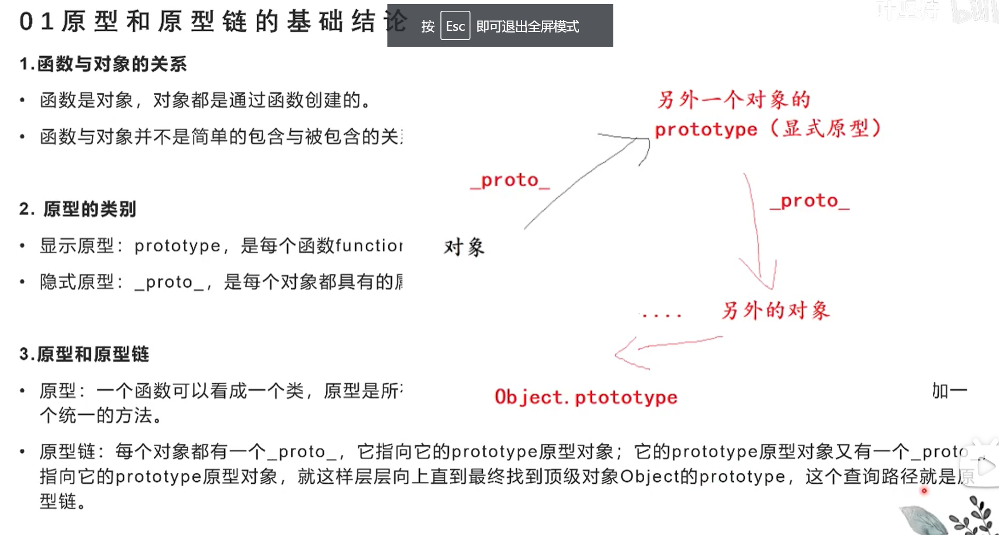 01原型和原型链的基础结论
按 Esc 即可退出全屏模式
叶坚持 bilibili
1.函数与对象的关系
• 函数是对象，对象都是通过函数创建的。
• 函数与对象并不是简单的包含与被包含的关
另外一个对象的
prototype（显式原型）
_proto_
_proto_
2. 原型的类别
• 显示原型：prototype，是每个函数function
对象
• 隐式原型：_proto_，是每个对象都具有的属
.... 另外的对象
3.原型和原型链
• 原型：一个函数可以看成一个类，原型是所有
加一
个统一的方法。
Object.ptototype
• 原型链：每个对象都有一个_proto_，它指向它的prototype原型对象；它的prototype原型对象又有一个_proto_，
指向它的prototype原型对象，就这样层层向上直到最终找到顶级对象Object的prototype，这个查询路径就是原
型链。